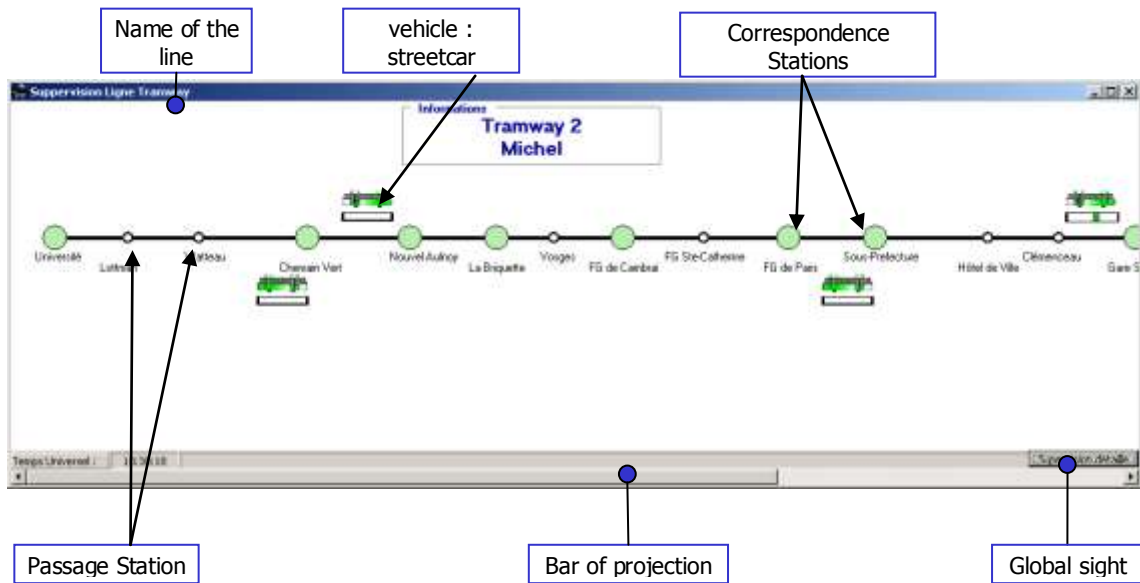 Name of the
line
vehicle :
streetcar
Correspondence
Stations
Suppervision Ligne Tramway
Informations
Tramway 2
Michel
Université
Nouvel Aulnoy
Vosges
FG Ste-Catherine
Sous-Prefecture
Clémenceau
Chemain Vert
La Briquette
FG de Cambrai
FG de Paris
Hôtel de Ville
Gare S
Temps Universel :
Passage Station
Bar of projection
Global sight